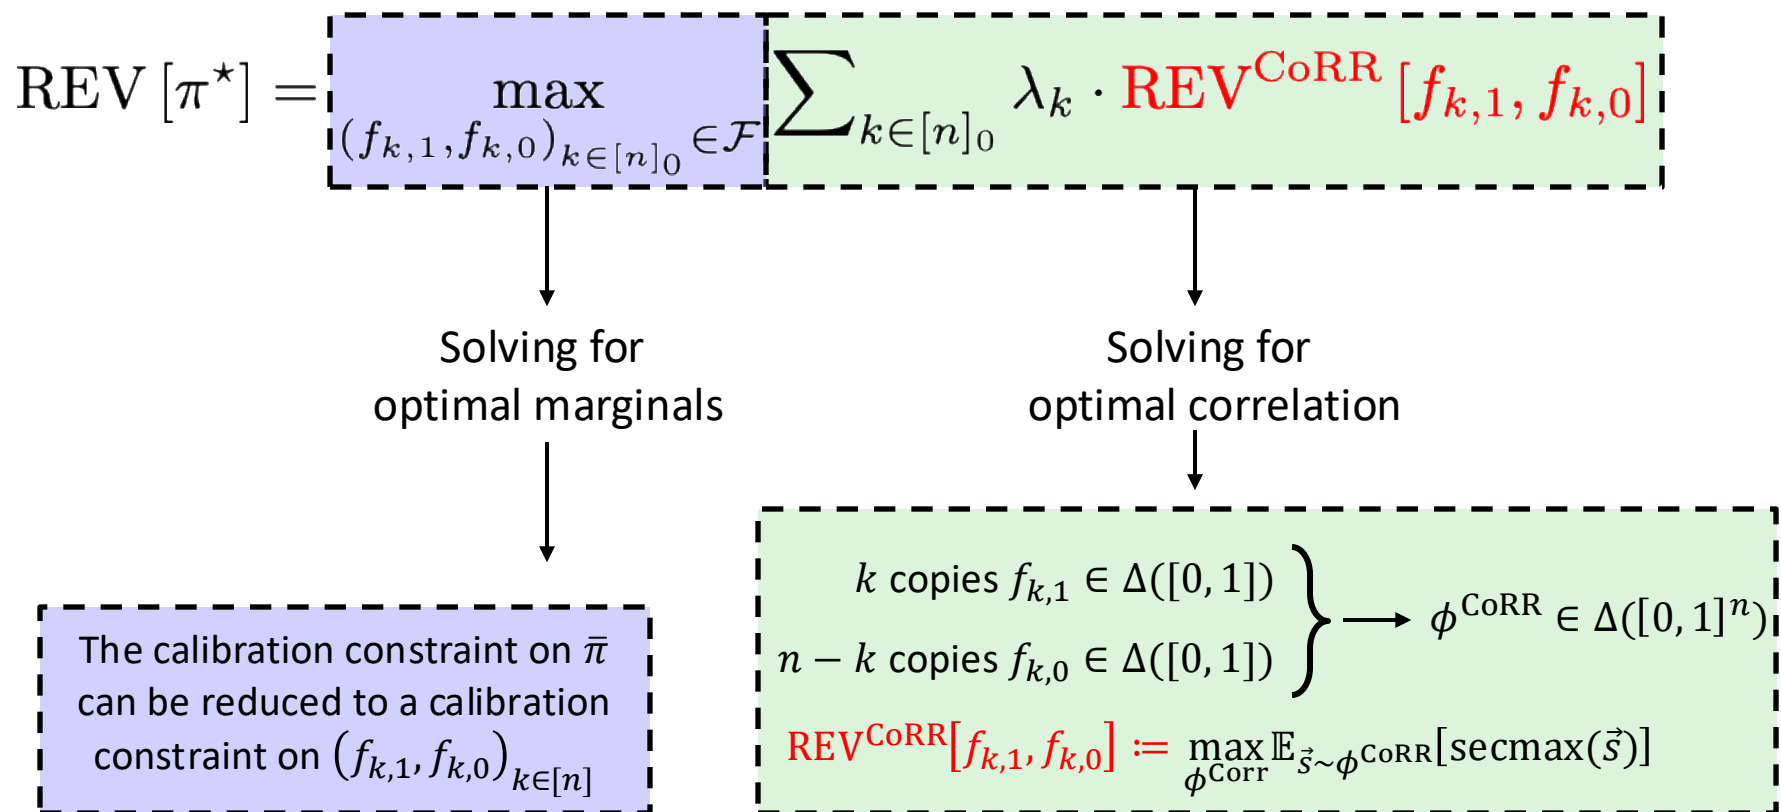 REV [π⋆] = max_{(f_{k,1}, f_{k,0})_{k∈[n]_0} ∈ ℱ} ∑_{k∈[n]_0} λ_k · REV^{CoRR} [f_{k,1}, f_{k,0}]
Solving for
optimal marginals
Solving for
optimal correlation
The calibration constraint on π̄
can be reduced to a calibration
constraint on (f_{k,1}, f_{k,0})_{k∈[n]}
k copies f_{k,1} ∈ Δ([0, 1])
n − k copies f_{k,0} ∈ Δ([0, 1])
→ ϕ^{CoRR} ∈ Δ([0, 1]^n)
REV^{CoRR}[f_{k,1}, f_{k,0}] ≔ max_{ϕ^{Corr}} 𝔼_{s⃗∼ϕ^{CoRR}}[secmax(s⃗)]